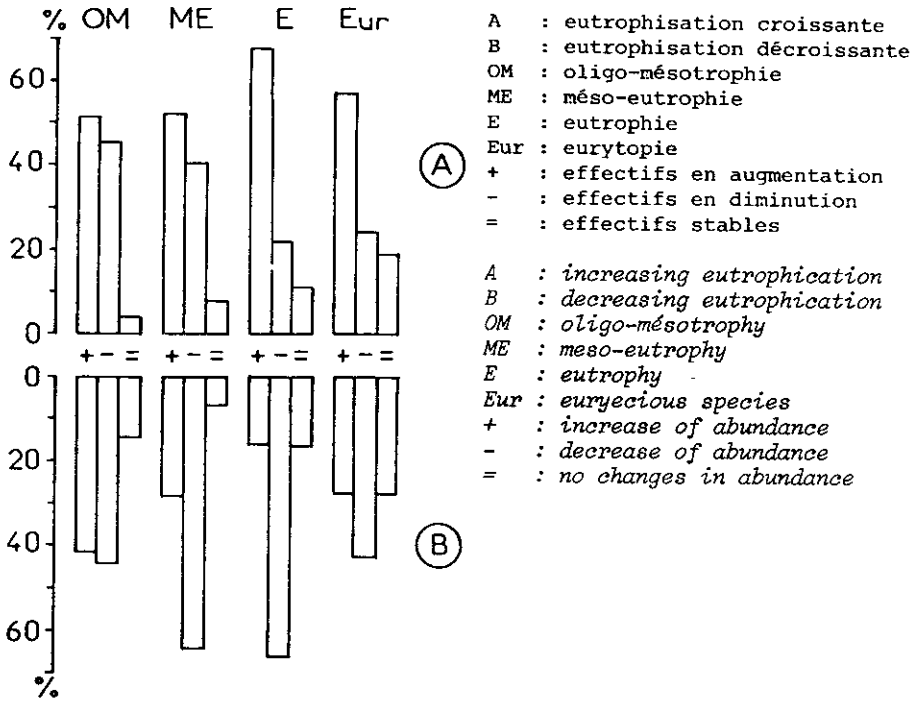 % OM ME E Eur
60
40
20
0
+ - = + - = + - = + - =
0
20
40
60
%
A
B
A : eutrophisation croissante
B : eutrophisation décroissante
OM : oligo-mésotrophie
ME : méso-eutrophie
E : eutrophie
Eur : eurytopie
+ : effectifs en augmentation
- : effectifs en diminution
= : effectifs stables
A : increasing eutrophication
B : decreasing eutrophication
OM : oligo-mésotrophy
ME : meso-eutrophy
E : eutrophy
Eur : euryecious species
+ : increase of abundance
- : decrease of abundance
= : no changes in abundance